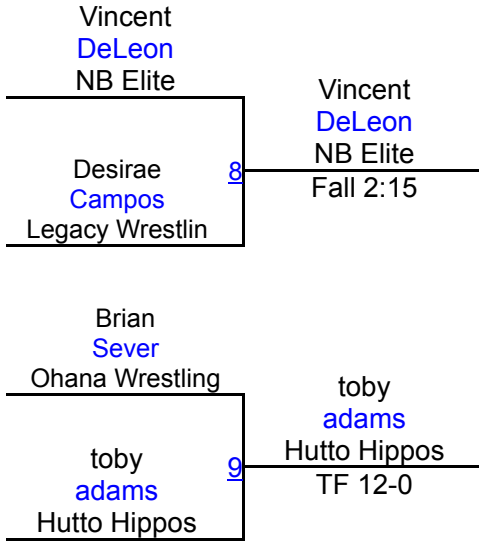 Vincent
DeLeon
NB Elite
Vincent
DeLeon
NB Elite
Fall 2:15
8
Desirae
Campos
Legacy Wrestlin
Brian
Sever
Ohana Wrestling
toby
adams
Hutto Hippos
TF 12-0
9
toby
adams
Hutto Hippos